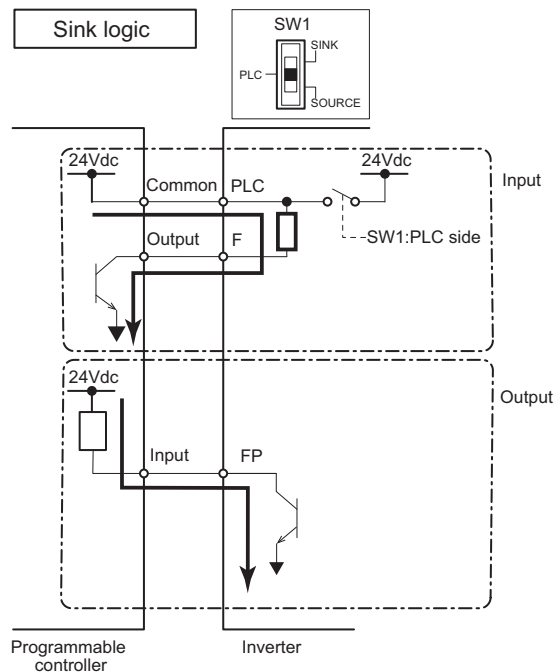 Sink logic
SW1
SINK
PLC
SOURCE
24Vdc
24Vdc
Input
Common
PLC
SW1:PLC side
Output
F
24Vdc
Output
Input
FP
Programmable
controller
Inverter